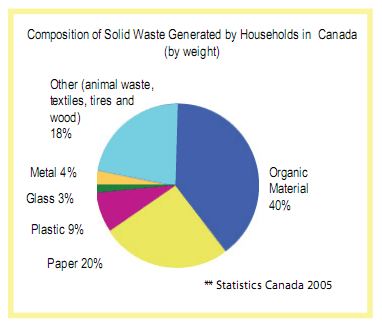 Composition of Solid Waste Generated by Households in Canada
(by weight)
Other (animal waste,
textiles, tires and
wood)
18%
Metal 4%
Glass 3%
Plastic 9%
Paper 20%
Organic
Material
40%
** Statistics Canada 2005